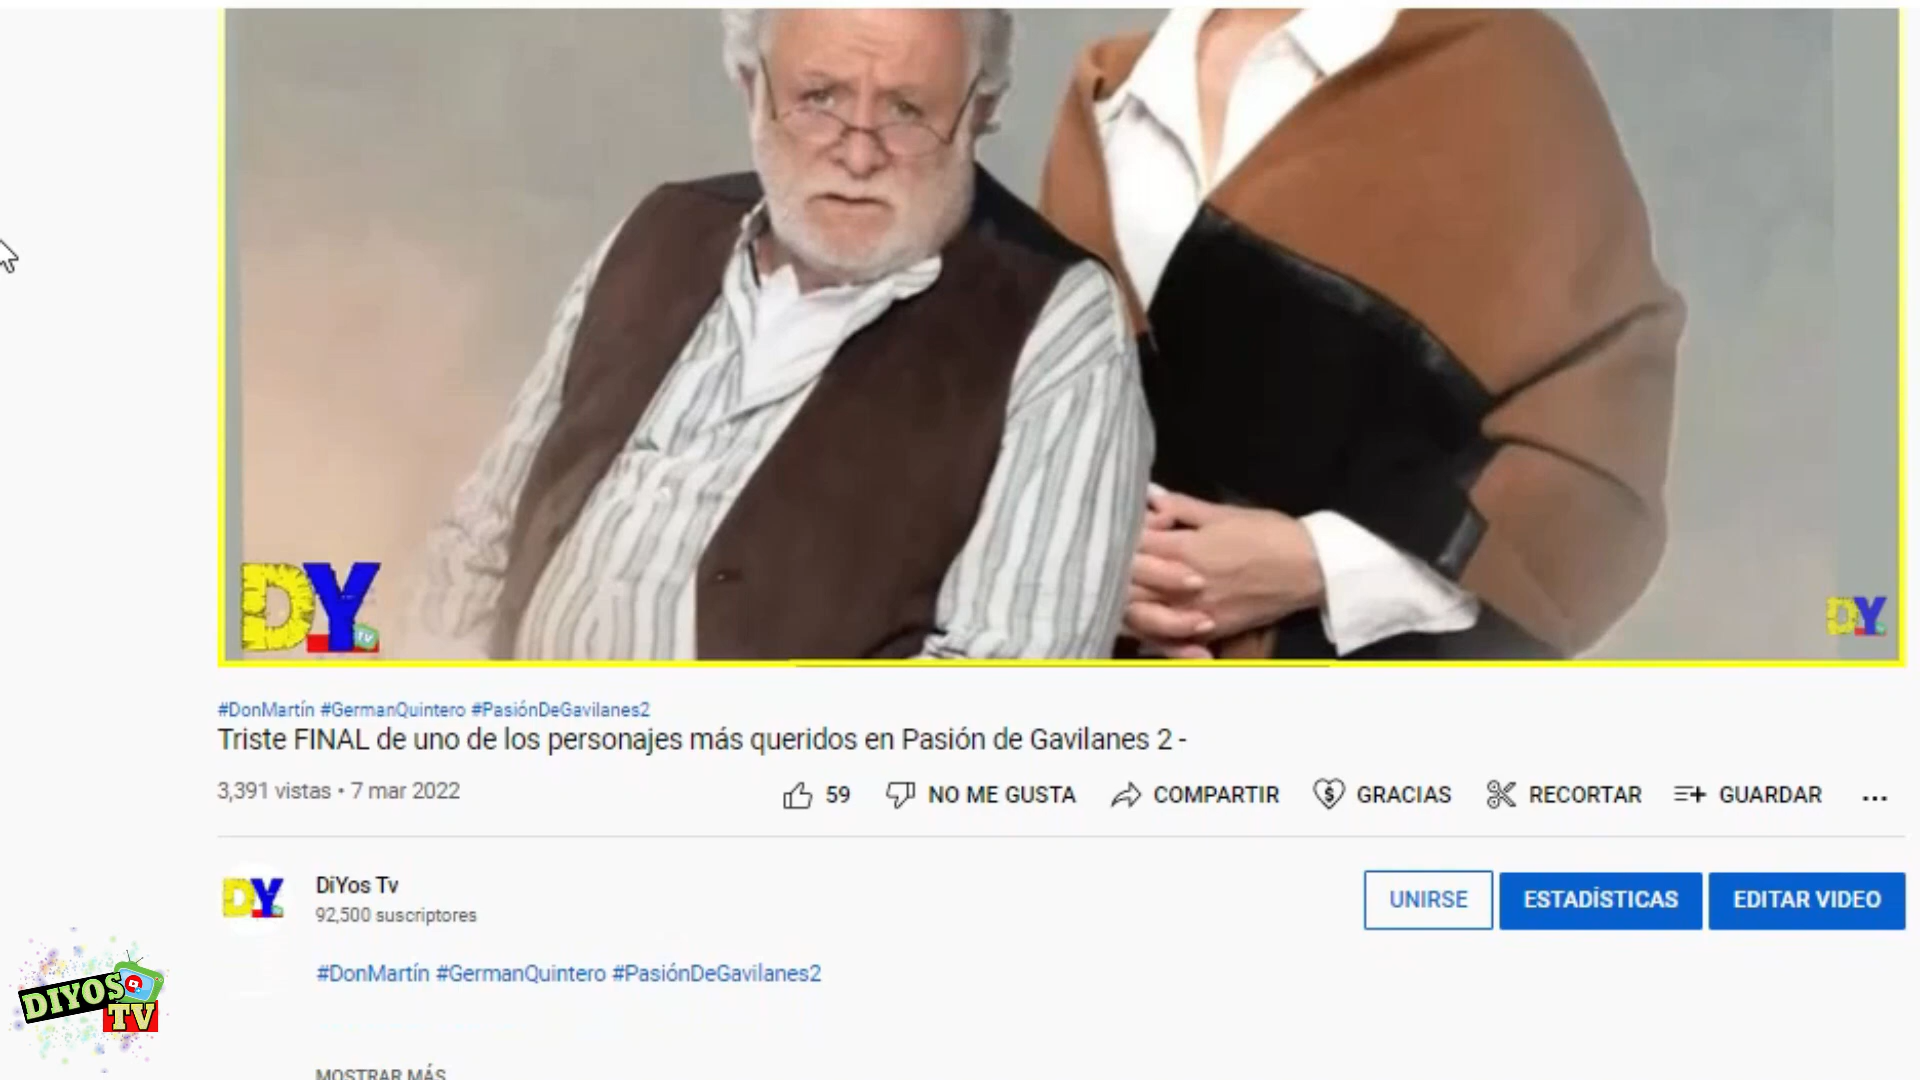 DY
TV
DY
#DonMartín #GermanQuintero #PasiónDeGavilanes2
Triste FINAL de uno de los personajes más queridos en Pasión de Gavilanes 2 -
3,391 vistas • 7 mar 2022
59
NO ME GUSTA
COMPARTIR
GRACIAS
RECORTAR
GUARDAR
...
DY
DiYos Tv
92,500 suscriptores
UNIRSE
ESTADÍSTICAS
EDITAR VIDEO
#DonMartín #GermanQuintero #PasiónDeGavilanes2
DIYOS
TV
MOSTRAR MÁS